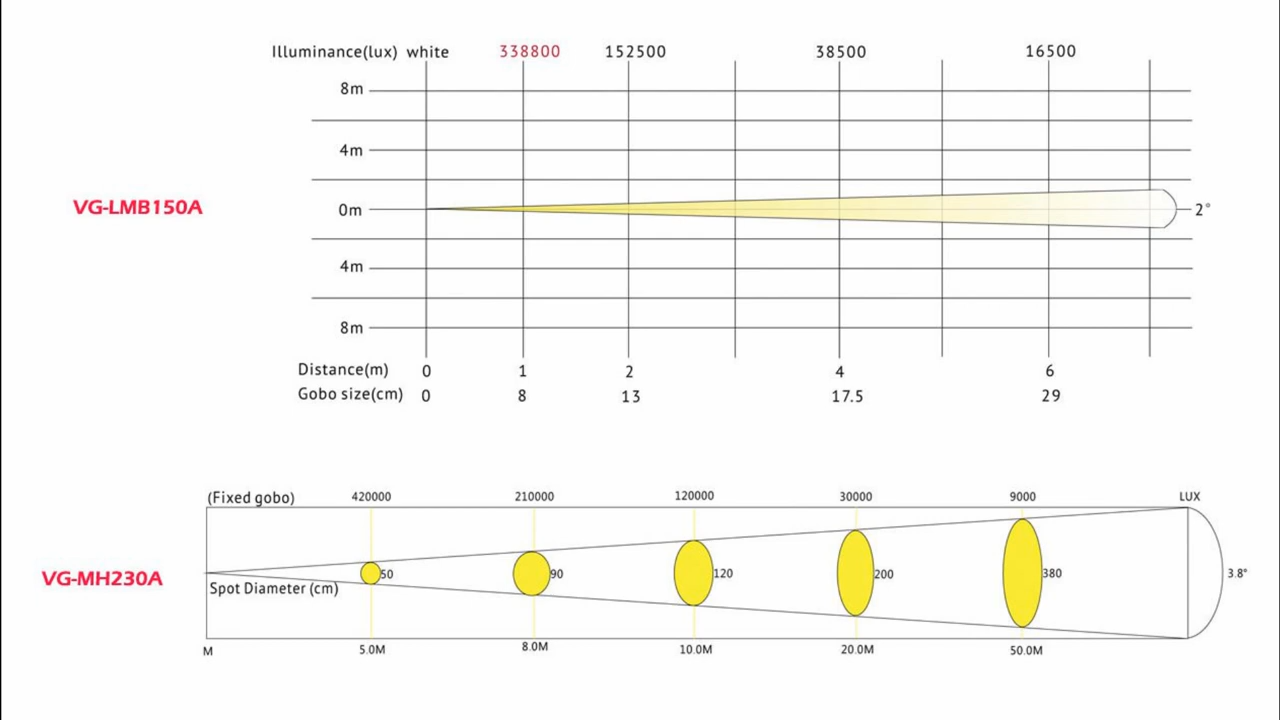 Illuminance(lux) white 338800 152500 38500 16500
8m
4m
VG-LMB150A
0m
2°
4m
8m
Distance(m) 0 1 2 4 6
Gobo size(cm) 0 8 13 17.5 29
(Fixed gobo) 420000 210000 120000 30000 9000 LUX
VG-MH230A
50 90 120 200 380 3.8°
Spot Diameter (cm)
M 5.0M 8.0M 10.0M 20.0M 50.0M